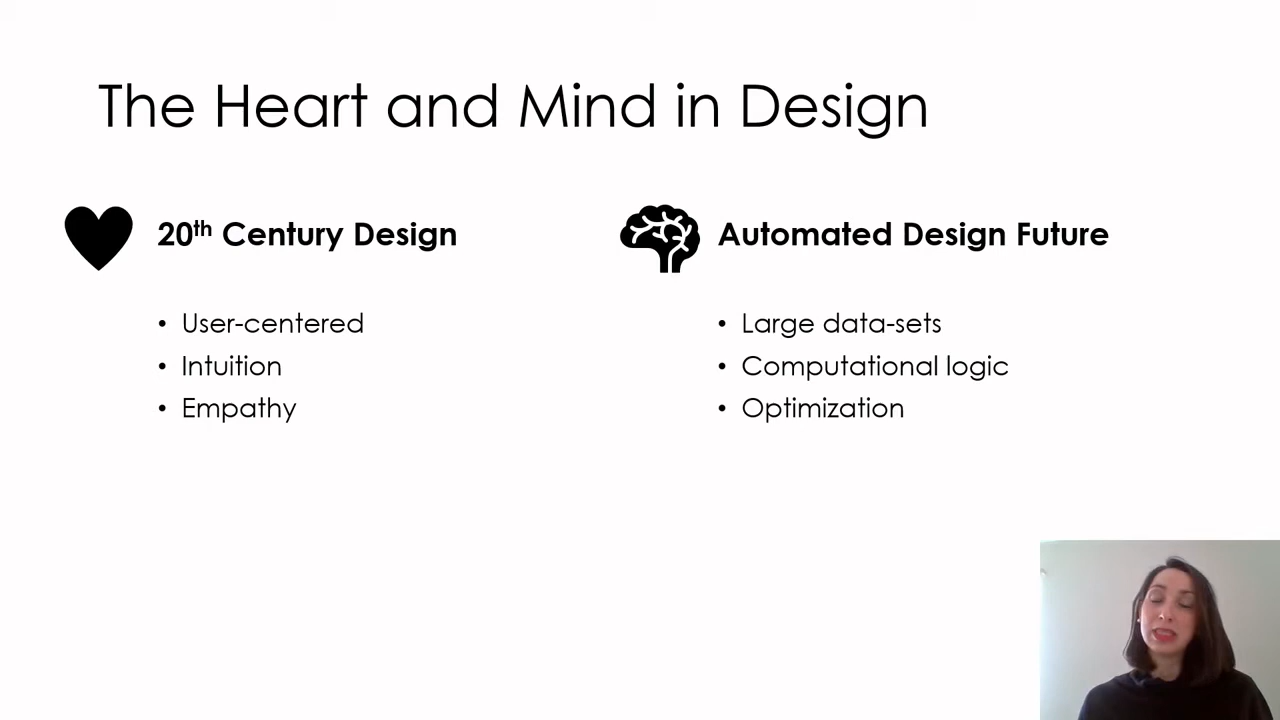 The Heart and Mind in Design
20th Century Design
• User-centered
• Intuition
• Empathy
Automated Design Future
• Large data-sets
• Computational logic
• Optimization